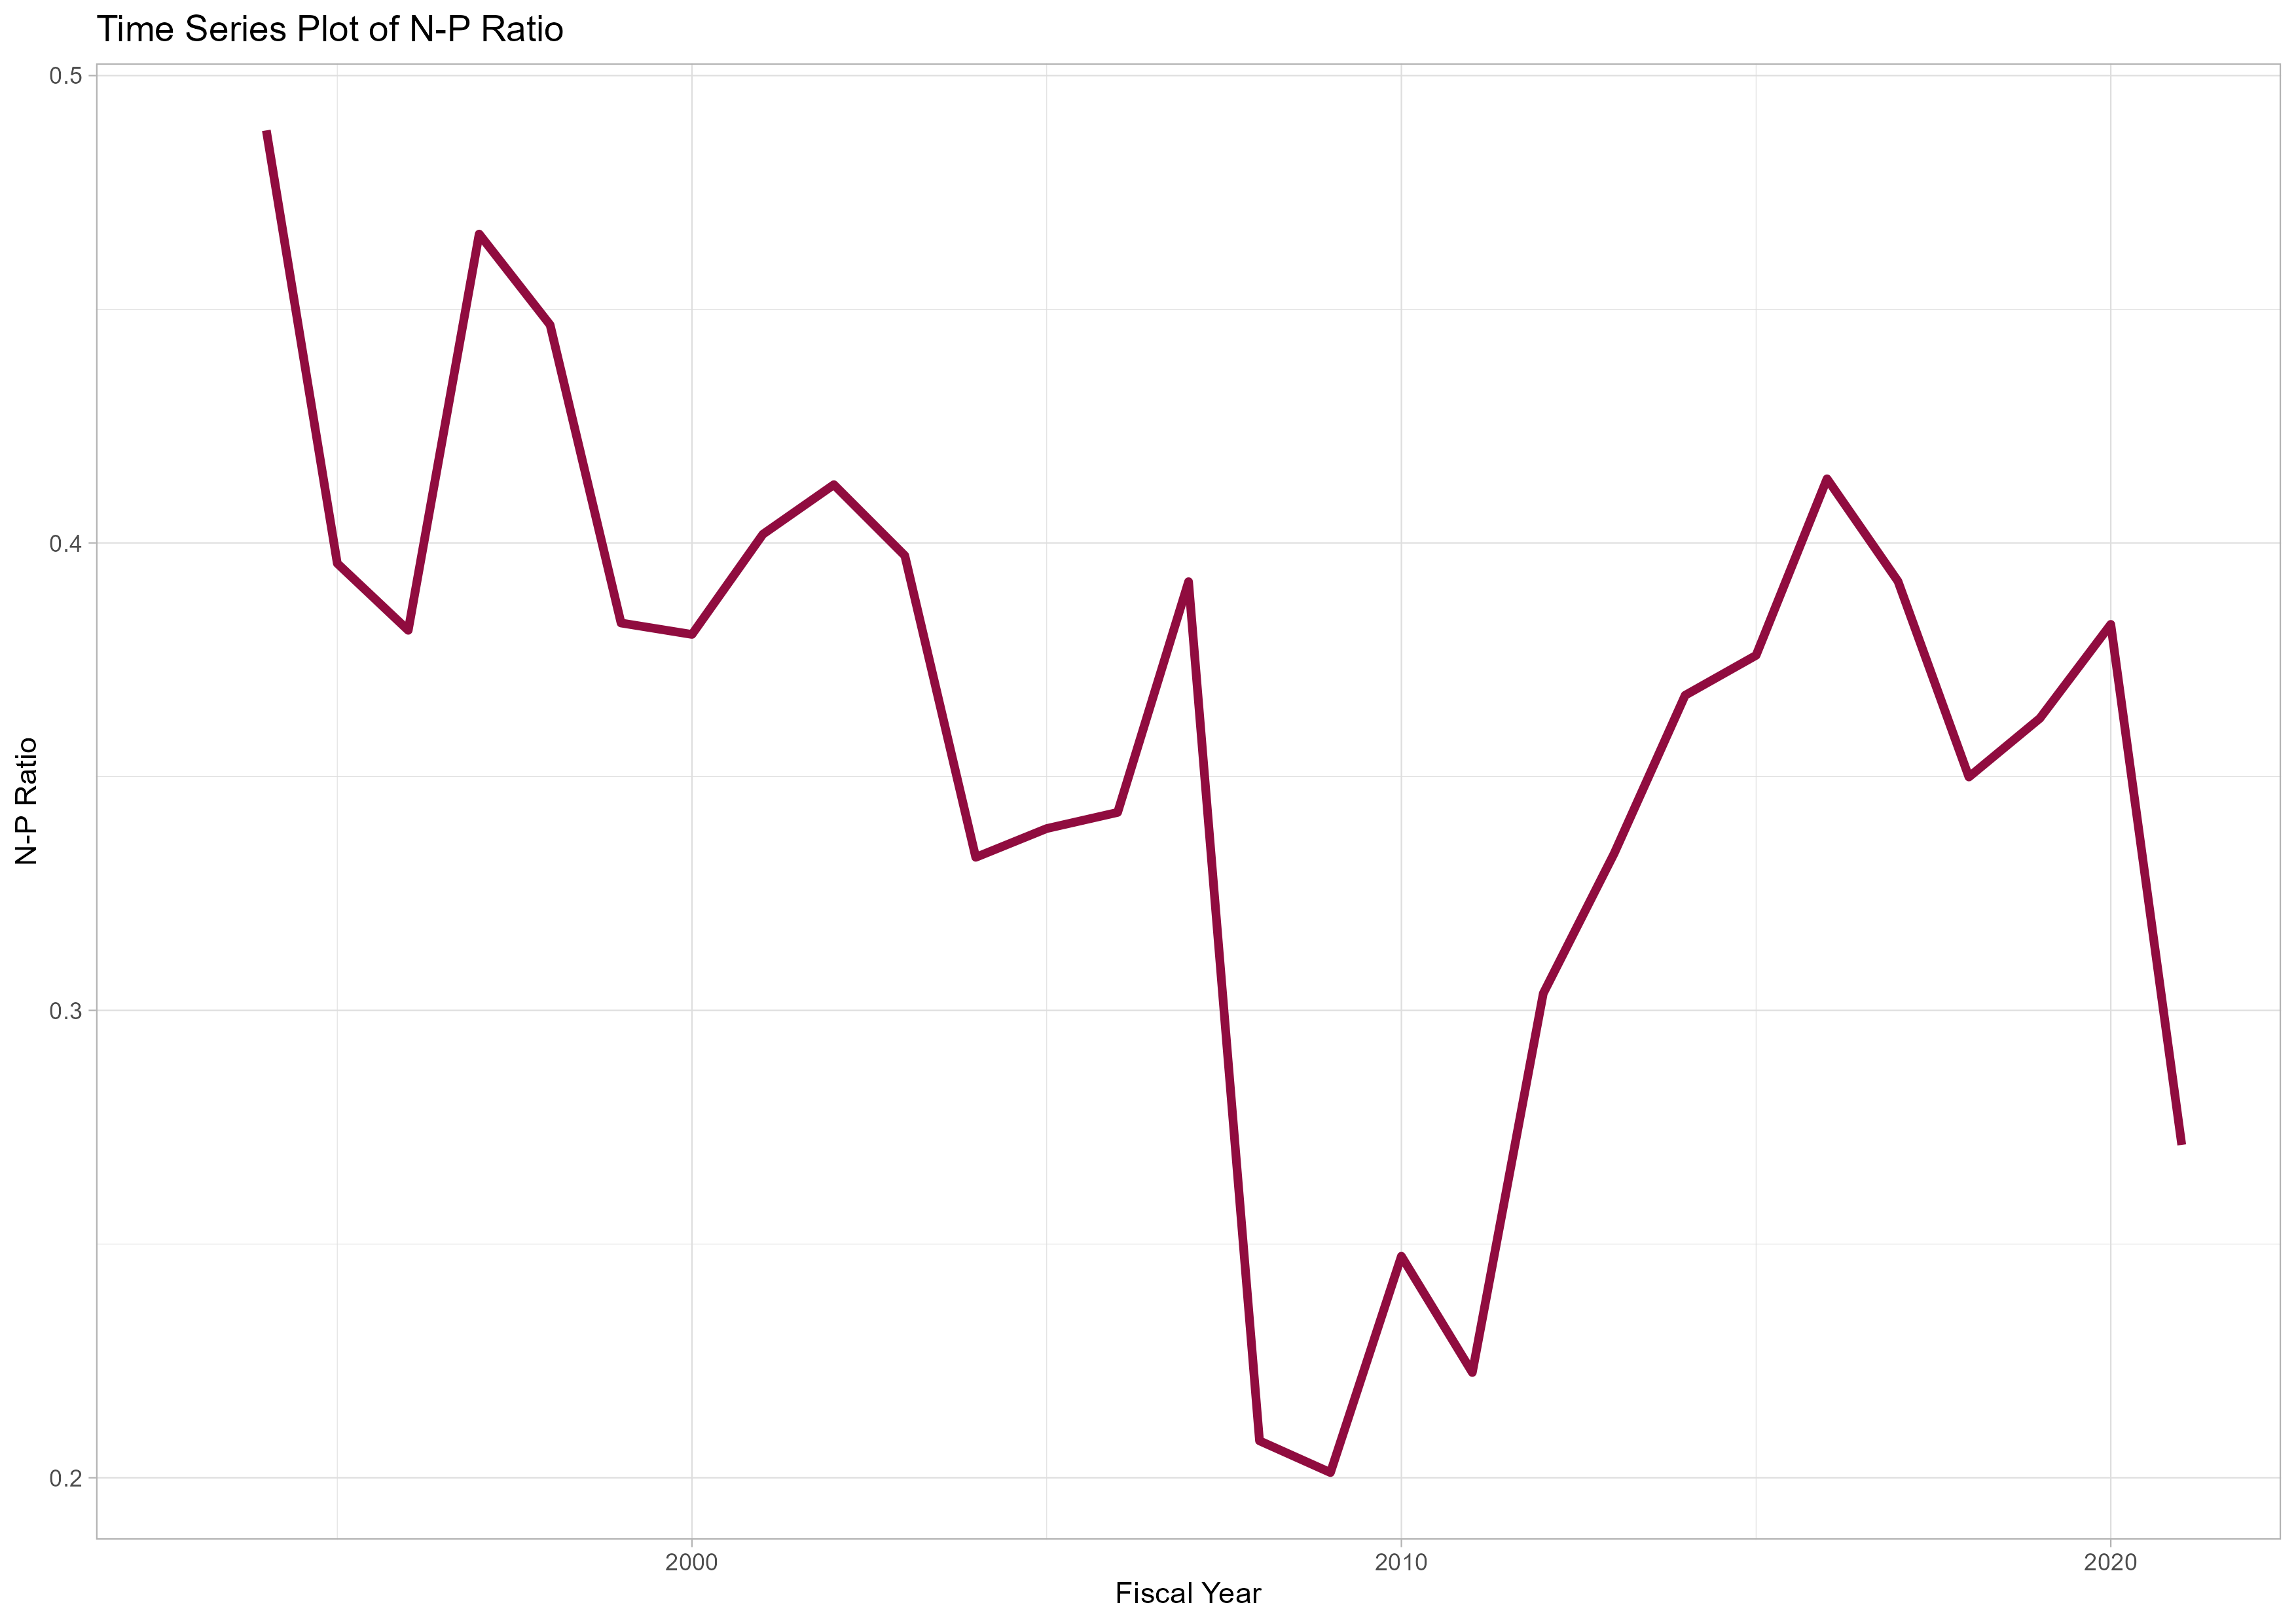 Time Series Plot of N-P Ratio
0.5
0.4
0.3
0.2
N-P Ratio
2000 2010 2020
Fiscal Year